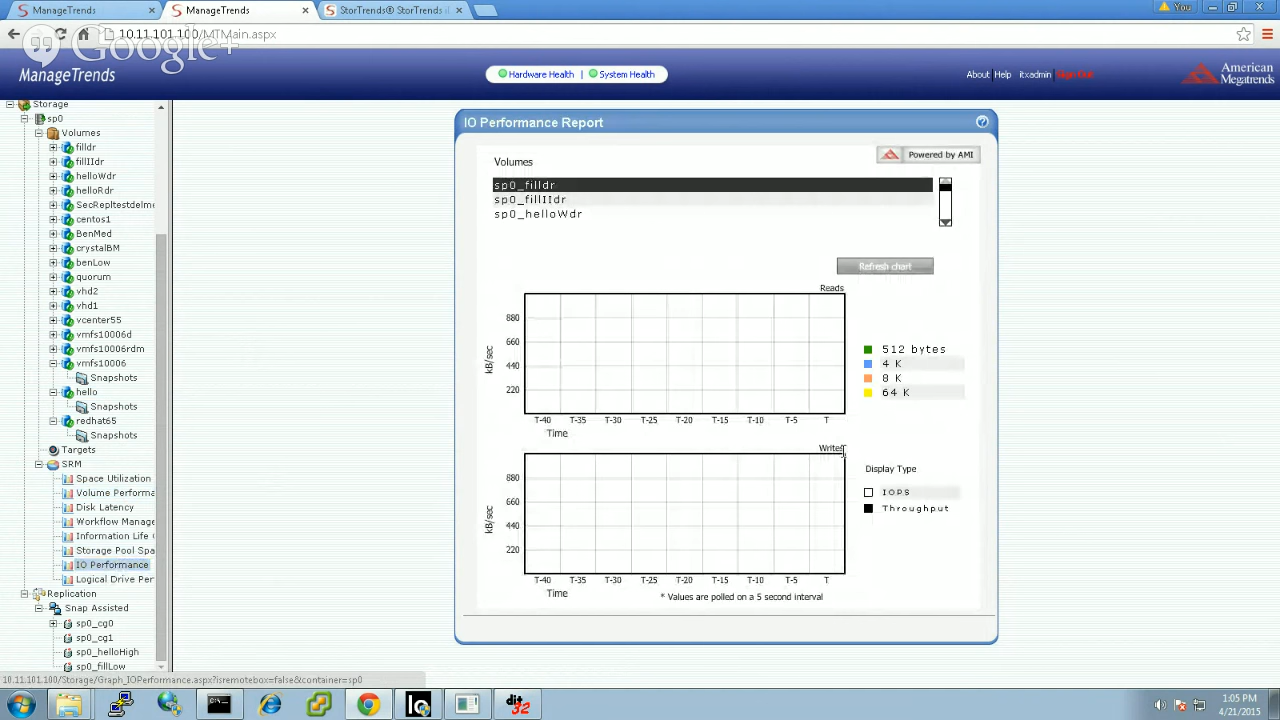 ManageTrends
ManageTrends
StorTrends® StorTrends i
You
10.11.101.100/MTMain.aspx
Google+
ManageTrends
Hardware Health | System Health
About | Help itxadmin | Sign Out
American
Megatrends
Storage
sp0
Volumes
filldr
fillIIdr
helloWdr
helloRdr
SecRepltestdelme
centos1
BenMed
crystalBM
benLow
quorum
vhd2
vhd1
vcenter55
vmfs10006d
vmfs10006rdm
vmfs10006
Snapshots
hello
Snapshots
redhat65
Snapshots
Targets
SRM
Space Utilization
Volume Performa
Disk Latency
Workflow Manage
Information Life C
Storage Pool Spa
IO Performance
Logical Drive Per
Replication
Snap Assisted
sp0_cg0
sp0_cg1
sp0_helloHigh
sp0_fillLow
IO Performance Report
Powered by AMI
Volumes
sp0_filldr
sp0_fillIIdr
sp0_helloWdr
Refresh chart
Reads
880
660
440
220
kB/sec
T-40 T-35 T-30 T-25 T-20 T-15 T-10 T-5 T
Time
512 bytes
4 K
8 K
64 K
Writes
880
660
440
220
kB/sec
T-40 T-35 T-30 T-25 T-20 T-15 T-10 T-5 T
Time
* Values are polled on a 5 second interval
Display Type
IOPS
Throughput
10.11.101.100/Storage/Graph_IOPerformance.aspx?isremotebox=false&container=sp0
1:05 PM
4/21/2015